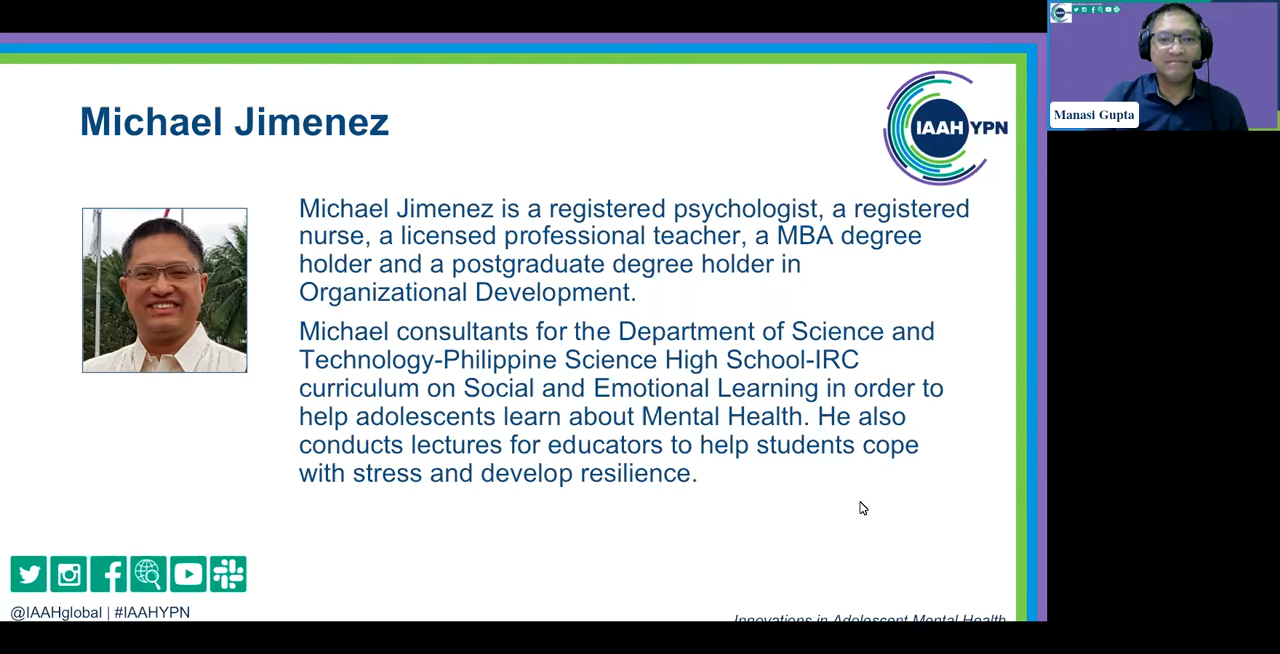 Michael Jimenez
IAAH YPN
Michael Jimenez is a registered psychologist, a registered
nurse, a licensed professional teacher, a MBA degree
holder and a postgraduate degree holder in
Organizational Development.
Michael consultants for the Department of Science and
Technology-Philippine Science High School-IRC
curriculum on Social and Emotional Learning in order to
help adolescents learn about Mental Health. He also
conducts lectures for educators to help students cope
with stress and develop resilience.
@IAAHglobal | #IAAHYPN
Innovations in Adolescent Mental Health
Manasi Gupta